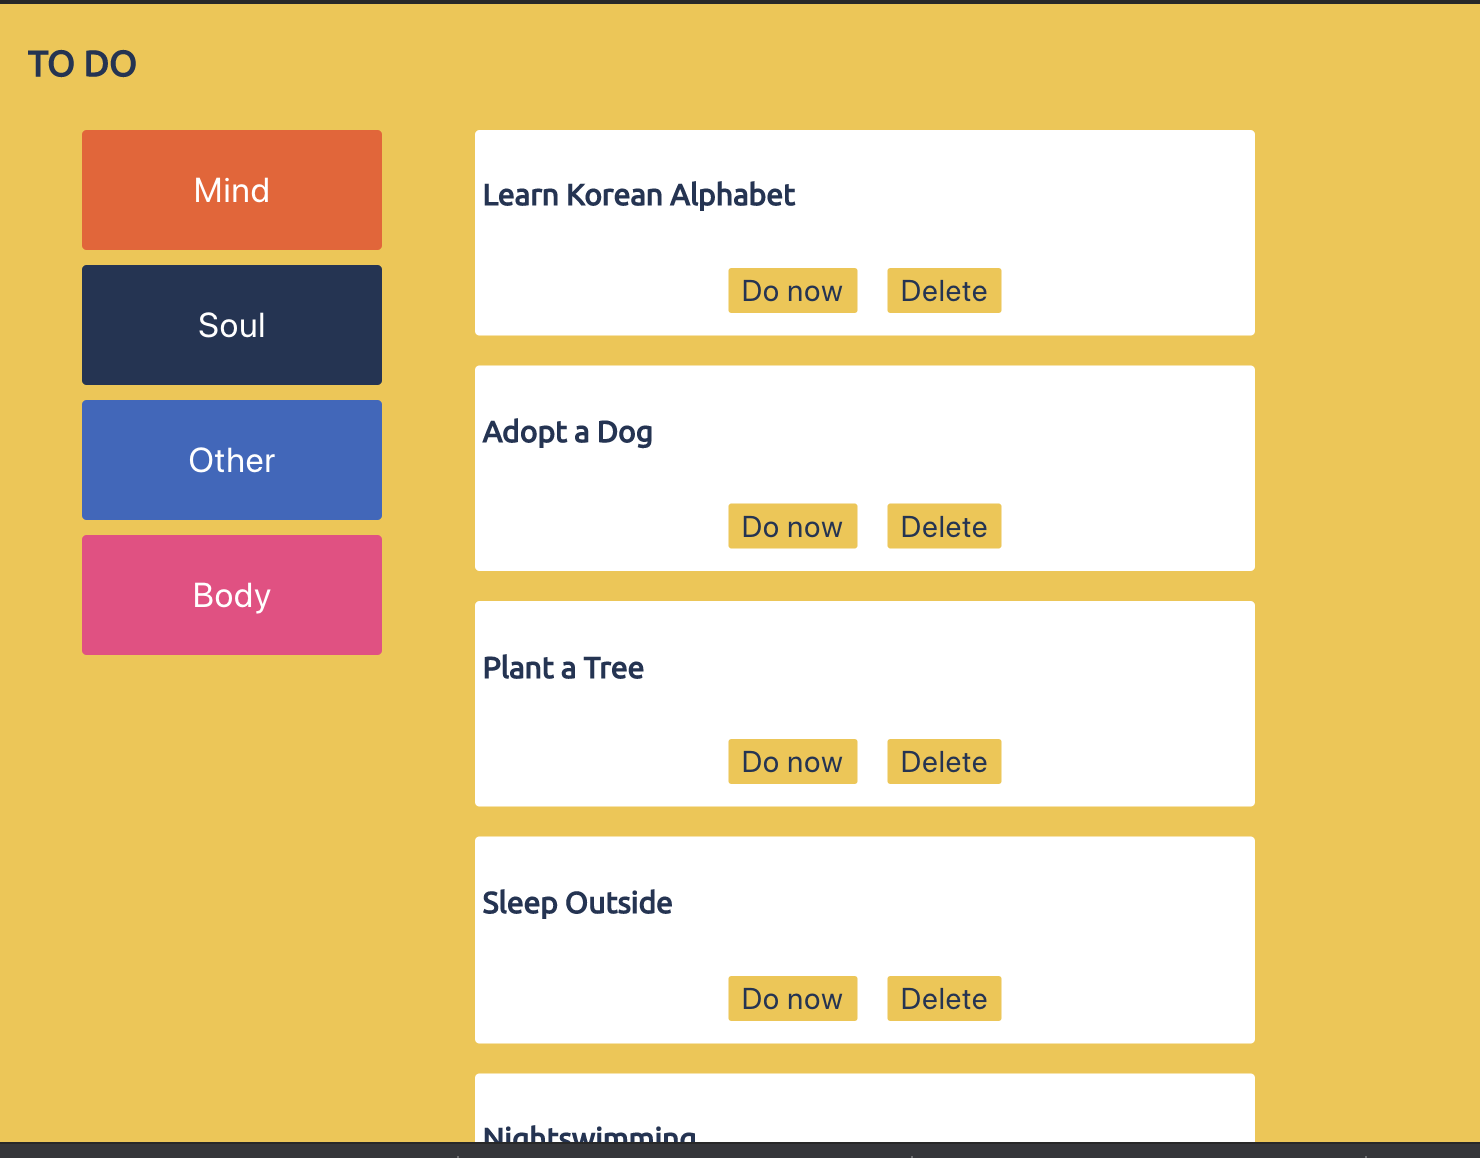 TO DO
Mind
Soul
Other
Body
Learn Korean Alphabet
Do now Delete
Adopt a Dog
Do now Delete
Plant a Tree
Do now Delete
Sleep Outside
Do now Delete
Nightswimming